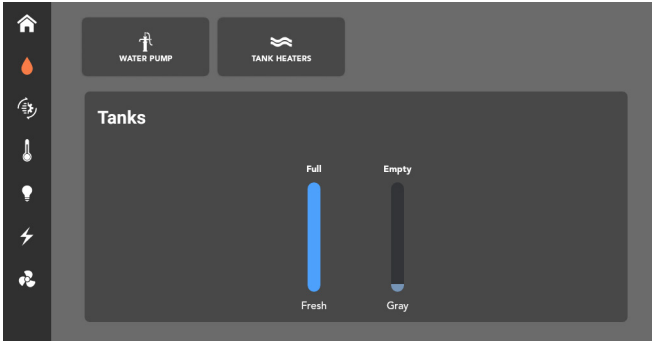 WATER PUMP
TANK HEATERS
Tanks
Full
Empty
Fresh
Gray